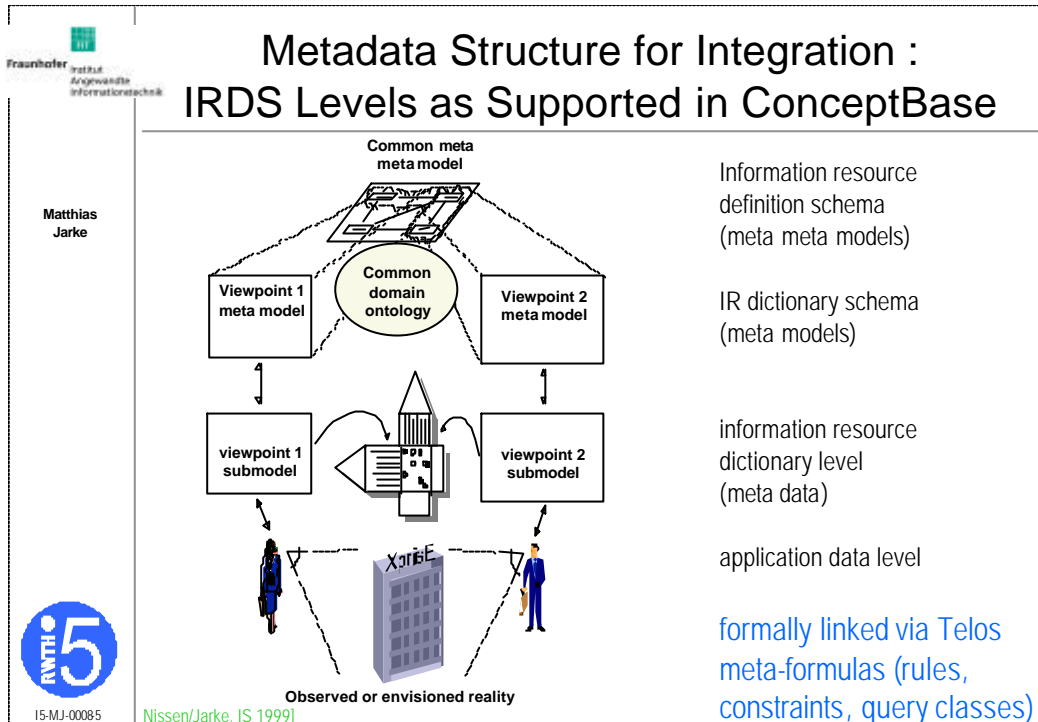 Fraunhofer
Institut
Angewandte
Informationstechnik
Metadata Structure for Integration :
IRDS Levels as Supported in ConceptBase
Matthias
Jarke
Common meta
meta model
Information resource
definition schema
(meta meta models)
Viewpoint 1
meta model
Common
domain
ontology
Viewpoint 2
meta model
IR dictionary schema
(meta models)
viewpoint 1
submodel
viewpoint 2
submodel
information resource
dictionary level
(meta data)
application data level
formally linked via Telos
meta-formulas (rules,
constraints, query classes)
Observed or envisioned reality
RWTH i5
I5-MJ-0008-5
Nissen/Jarke, IS 1999]